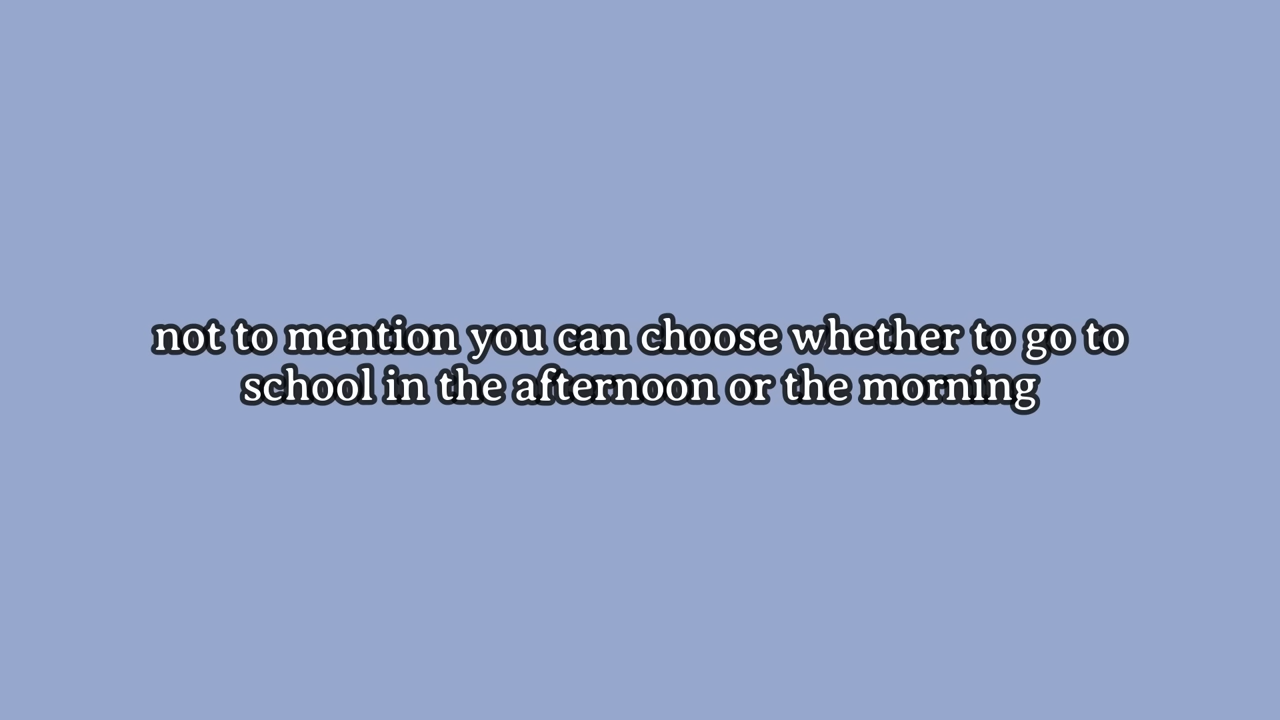 not to mention you can choose whether to go to
school in the afternoon or the morning